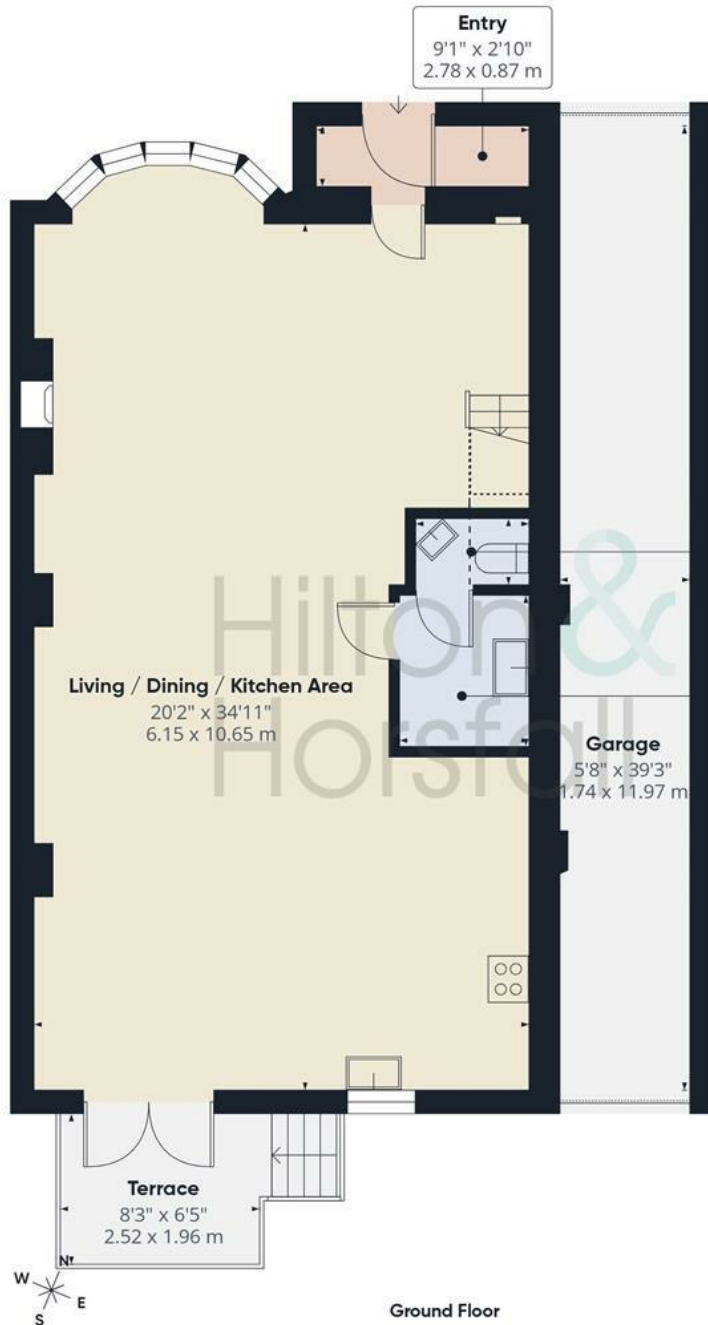 Entry
9'1" x 2'10"
2.78 x 0.87 m
Hilton &
Horsfall
Living / Dining / Kitchen Area
20'2" x 34'11"
6.15 x 10.65 m
Garage
5'8" x 39'3"
1.74 x 11.97 m
Terrace
8'3" x 6'5"
2.52 x 1.96 m
N
W
E
S
Ground Floor